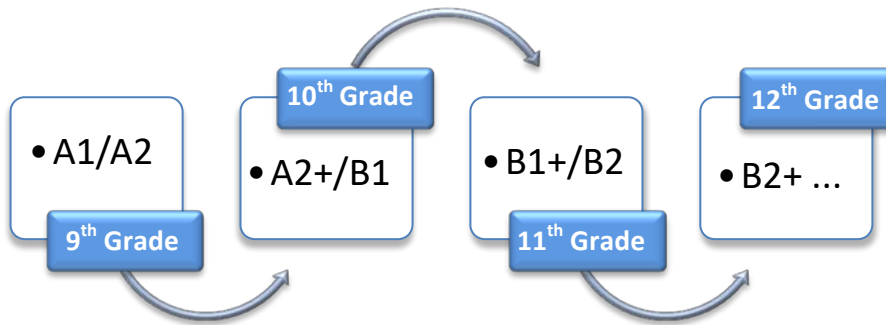 • A1/A2
9th Grade
10th Grade
• A2+/B1
• B1+/B2
11th Grade
12th Grade
• B2+ ...